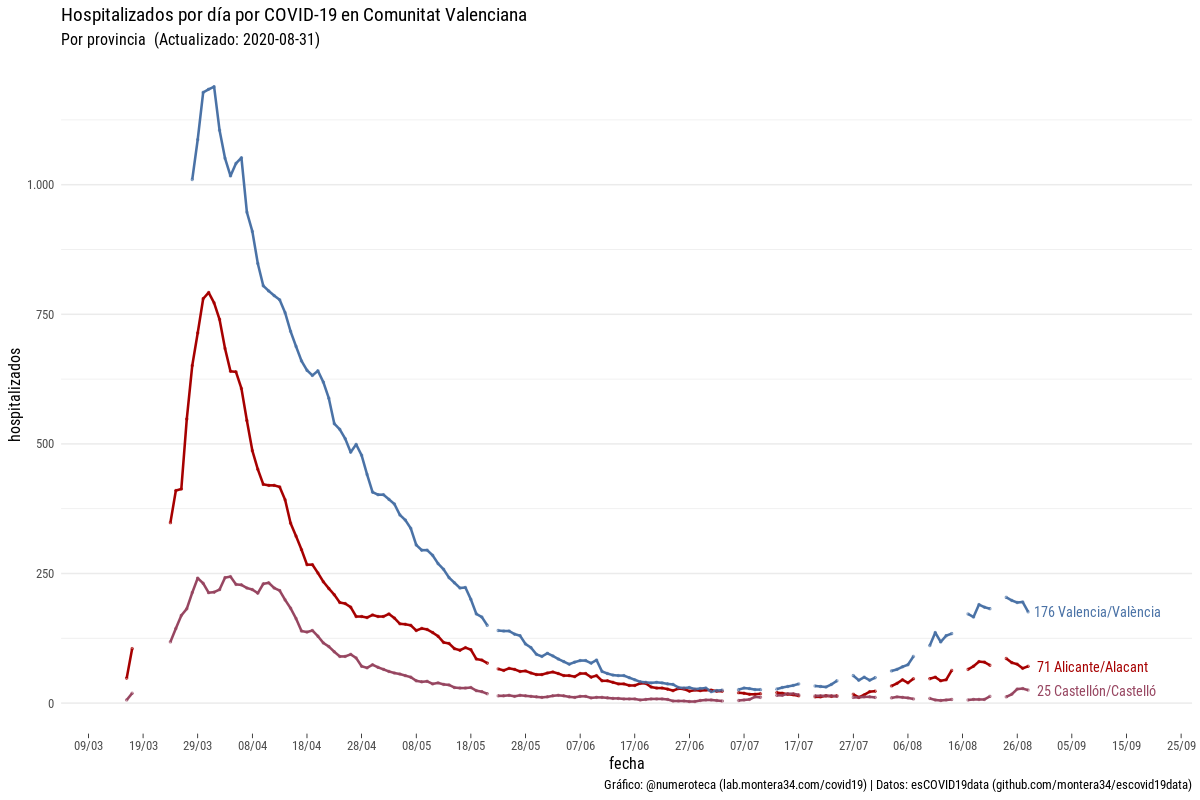 Hospitalizados por día por COVID-19 en Comunitat Valenciana
Por provincia  (Actualizado: 2020-08-31)
hospitalizados
1.000
750
500
250
0
176 Valencia/València
71 Alicante/Alacant
25 Castellón/Castelló
09/03 19/03 29/03 08/04 18/04 28/04 08/05 18/05 28/05 07/06 17/06 27/06 07/07 17/07 27/07 06/08 16/08 26/08 05/09 15/09 25/09
fecha
Gráfico: @numeroteca (lab.montera34.com/covid19) | Datos: esCOVID19data (github.com/montera34/escovid19data)